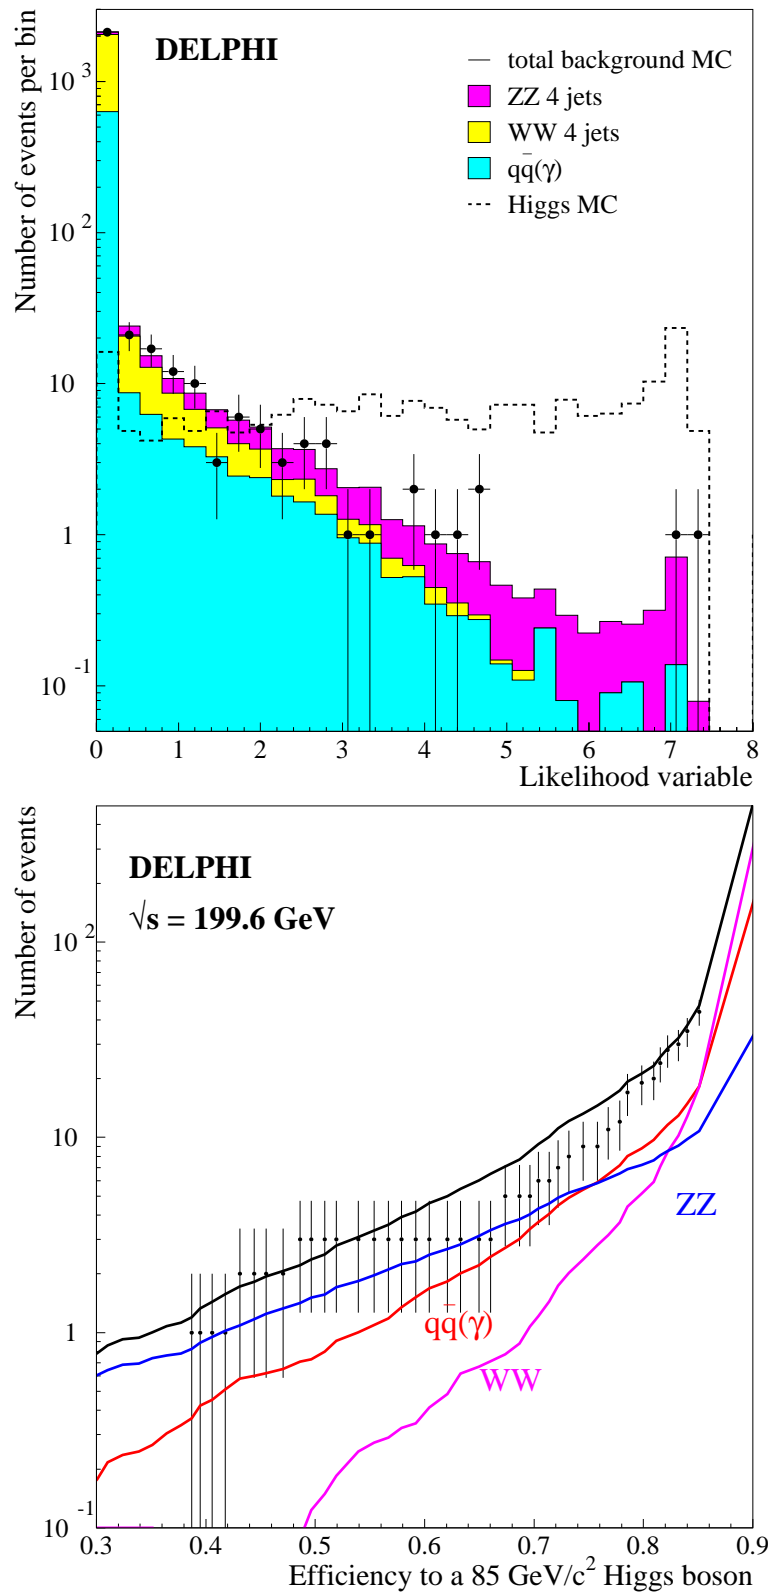 DELPHI
total background MC
ZZ 4 jets
WW 4 jets
qq̄(γ)
Higgs MC
Number of events per bin
10³
10²
10
1
10⁻¹
0 1 2 3 4 5 6 7 8
Likelihood variable
DELPHI
√s = 199.6 GeV
Number of events
10²
10
1
10⁻¹
ZZ
qq̄(γ)
WW
0.3 0.4 0.5 0.6 0.7 0.8 0.9
Efficiency to a 85 GeV/c² Higgs boson